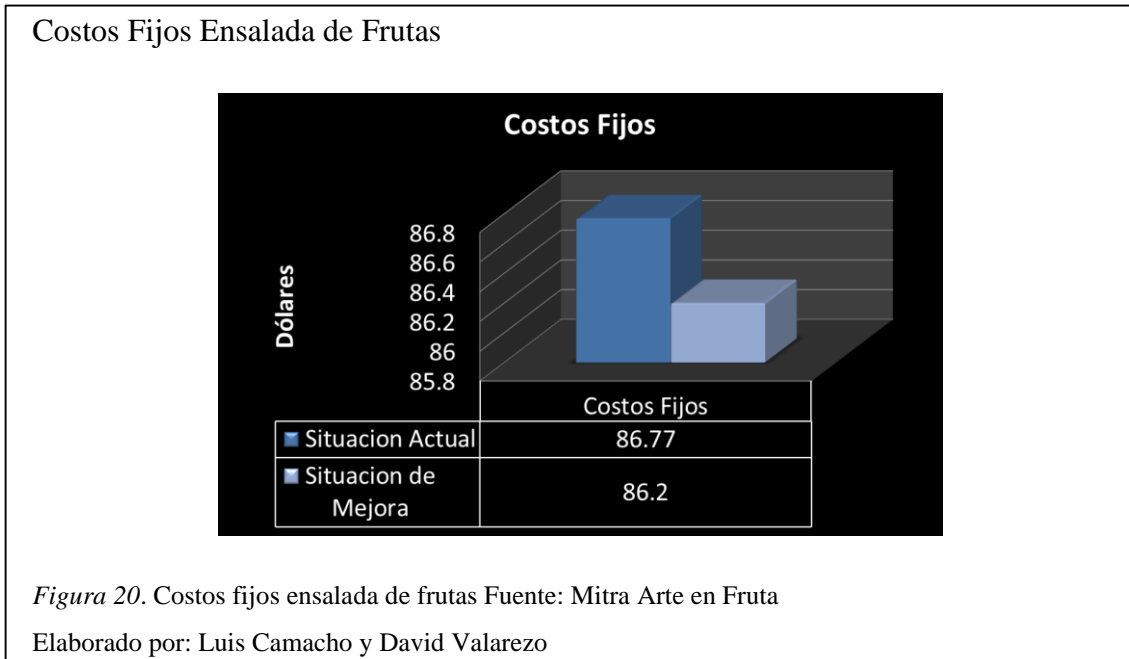 Costos Fijos Ensalada de Frutas
Costos Fijos
Dólares
86.8
86.6
86.4
86.2
86
85.8
Costos Fijos
Situacion Actual 86.77
Situacion de
Mejora 86.2
Figura 20. Costos fijos ensalada de frutas Fuente: Mitra Arte en Fruta
Elaborado por: Luis Camacho y David Valarezo